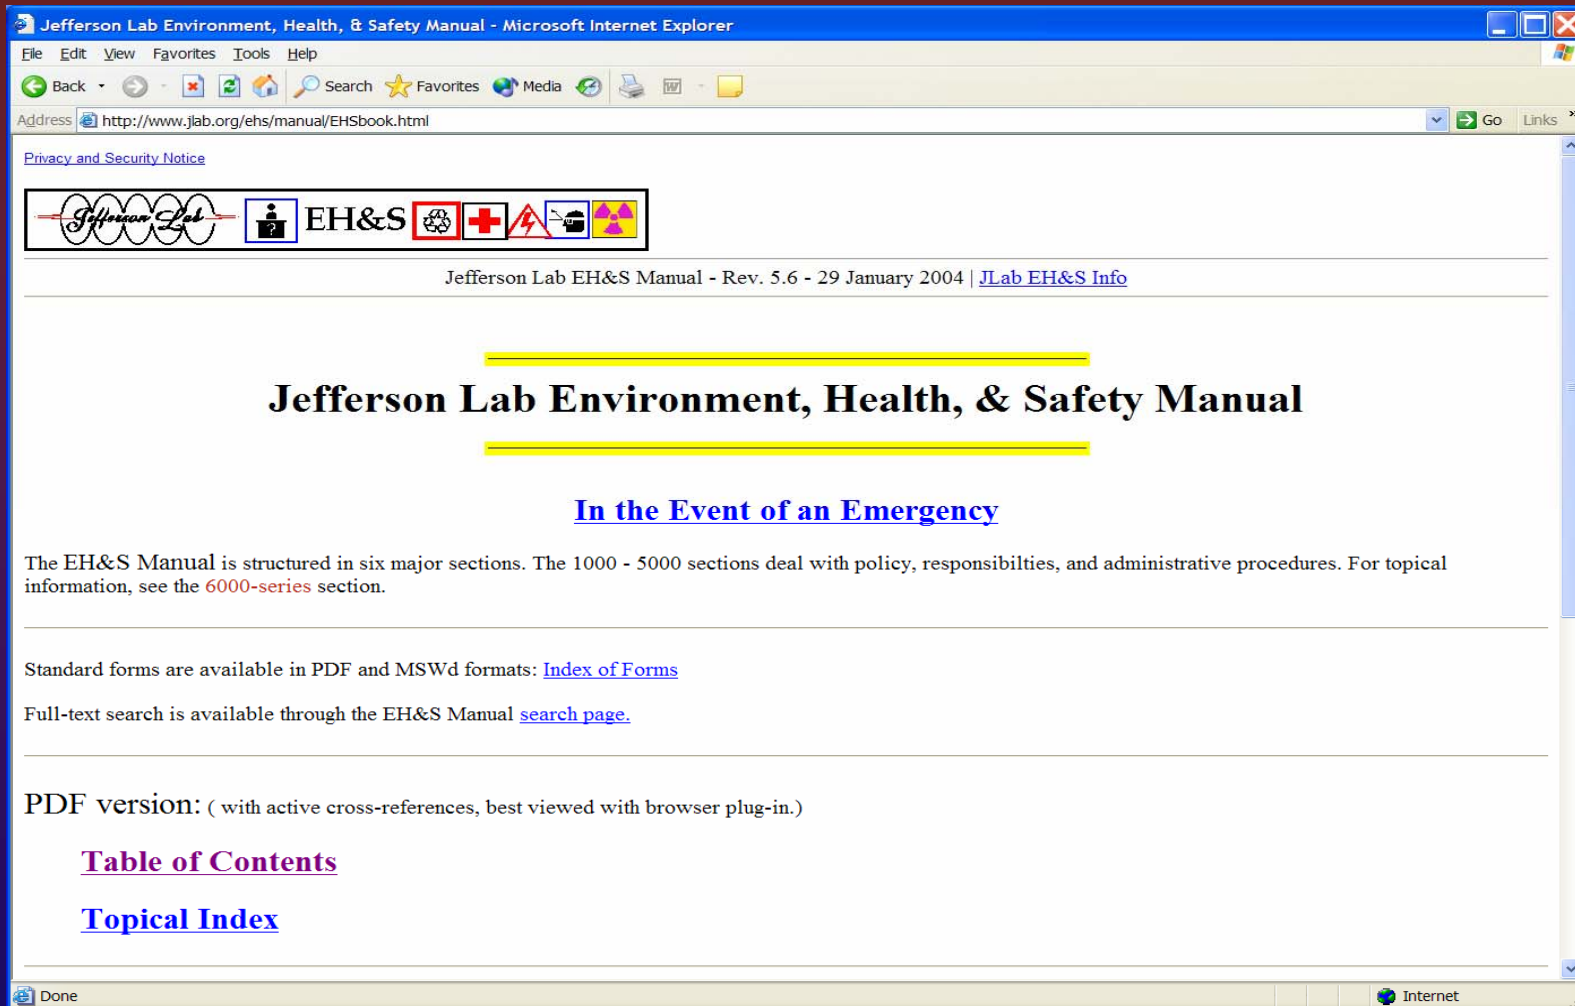 Jefferson Lab Environment, Health, & Safety Manual - Microsoft Internet Explorer
File Edit View Favorites Tools Help
Back Search Favorites Media W
Address http://www.jlab.org/ehs/manual/EHSbook.html Go Links »
Privacy and Security Notice
Jefferson Lab ? EH&S
Jefferson Lab EH&S Manual - Rev. 5.6 - 29 January 2004 | JLab EH&S Info
Jefferson Lab Environment, Health, & Safety Manual
In the Event of an Emergency
The EH&S Manual is structured in six major sections. The 1000 - 5000 sections deal with policy, responsibilties, and administrative procedures. For topical
information, see the 6000-series section.
Standard forms are available in PDF and MSWd formats: Index of Forms
Full-text search is available through the EH&S Manual search page.
PDF version: ( with active cross-references, best viewed with browser plug-in.)
Table of Contents
Topical Index
Done Internet